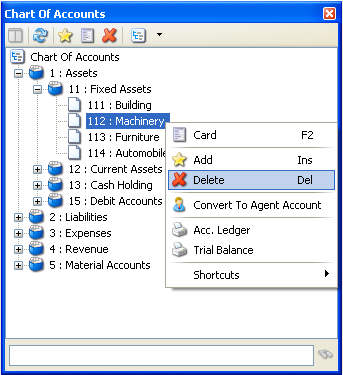 Chart Of Accounts
Chart Of Accounts
1 : Assets
11 : Fixed Assets
111 : Building
112 : Machinery
113 : Furniture
114 : Automobile
12 : Current Assets
13 : Cash Holding
15 : Debit Accounts
2 : Liabilities
3 : Expenses
4 : Revenue
5 : Material Accounts
Card F2
Add Ins
Delete Del
Convert To Agent Account
Acc. Ledger
Trial Balance
Shortcuts